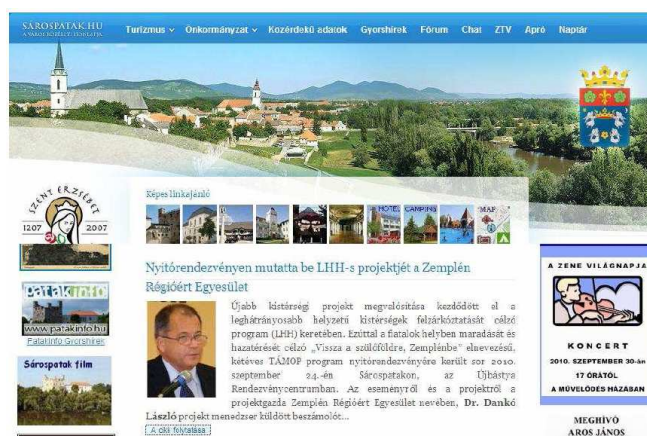 SÁROSPATAK.HU
A VÁROS KÖZÉLETI HONLAPJA
Turizmus Önkormányzat Közérdekű adatok Gyorshírek Fórum Chat ZTV Apró Naptár
SZENT ERZSÉBET
1207 2007
Képes linkajánló
HOTEL CAMPING MAP
Nyitórendezvényen mutatta be LHH-s projektjét a Zemplén
Régióért Egyesület
Újabb kistérségi projekt megvalósítása kezdődött el a
leghátrányosabb helyzetű kistérségek felzárkóztatását célzó
program (LHH) keretében. Ezúttal a fiatalok helyben maradását és
hazatérését célzó „Vissza a szülőföldre, Zemplénbe” elnevezésű,
kétéves TÁMOP program nyitórendezvényére került sor 2010.
szeptember 24.-én Sárospatakon, az Újbástya
Rendezvénycentrumban. Az eseményről és a projektről a
projektgazda Zemplén Régióért Egyesület nevében, Dr. Dankó
László projekt menedzser küldött beszámolót...
A cikk folytatása
patakinfo
www.patakinfo.hu
Patakinfo Gyorshírek
Sárospatak film
A ZENE VILÁGNAPJA
KONCERT
2010. SZEPTEMBER 30-án
17 ÓRÁTÓL
A MŰVELŐDÉS HÁZÁBAN
MEGHÍVÓ
AROS JÁNOS